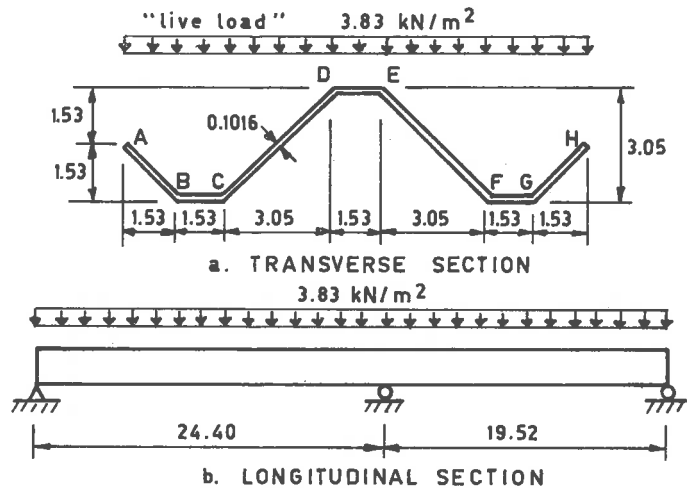 "live load" 3.83 kN/m²
D E
1.53 0.1016 3.05
A H
1.53 B C F G
1.53 1.53 3.05 1.53 3.05 1.53 1.53
a. TRANSVERSE SECTION
3.83 kN/m²
24.40 19.52
b. LONGITUDINAL SECTION